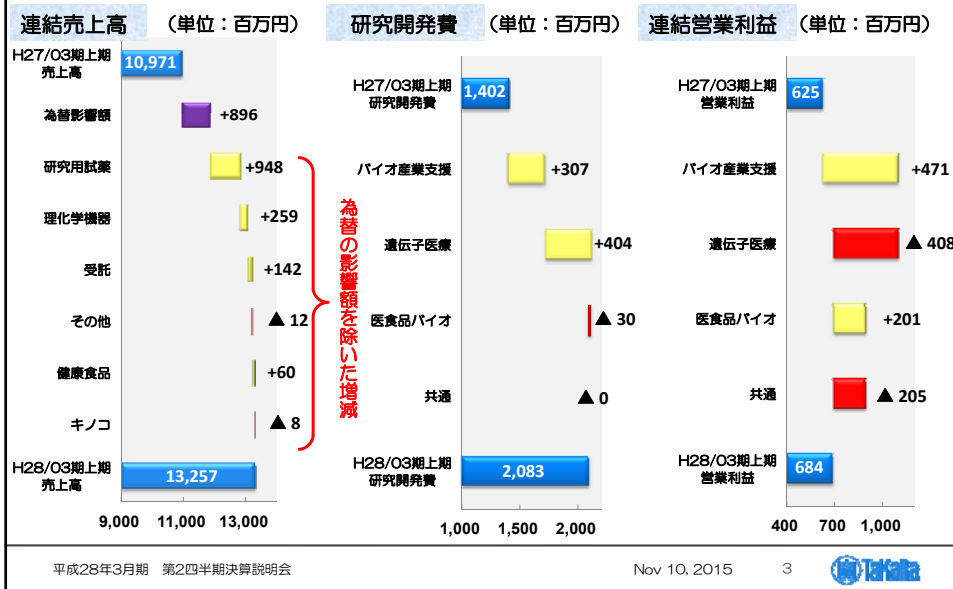 連結売上高 （単位：百万円）
H27/03期上期
売上高
10,971
為替影響額
+896
研究用試薬
+948
理化学機器
+259
受託
+142
その他
▲ 12
健康食品
+60
キノコ
▲ 8
H28/03期上期
売上高
13,257
9,000 11,000 13,000
為替の影響額を除いた増減
研究開発費 （単位：百万円）
H27/03期上期
研究開発費
1,402
バイオ産業支援
+307
遺伝子医療
+404
医食品バイオ
▲ 30
共通
▲ 0
H28/03期上期
研究開発費
2,083
1,000 1,500 2,000
連結営業利益 （単位：百万円）
H27/03期上期
営業利益
625
バイオ産業支援
+471
遺伝子医療
▲ 408
医食品バイオ
+201
共通
▲ 205
H28/03期上期
営業利益
684
400 700 1,000
平成28年3月期 第2四半期決算説明会
Nov 10, 2015
3
TaKaRa